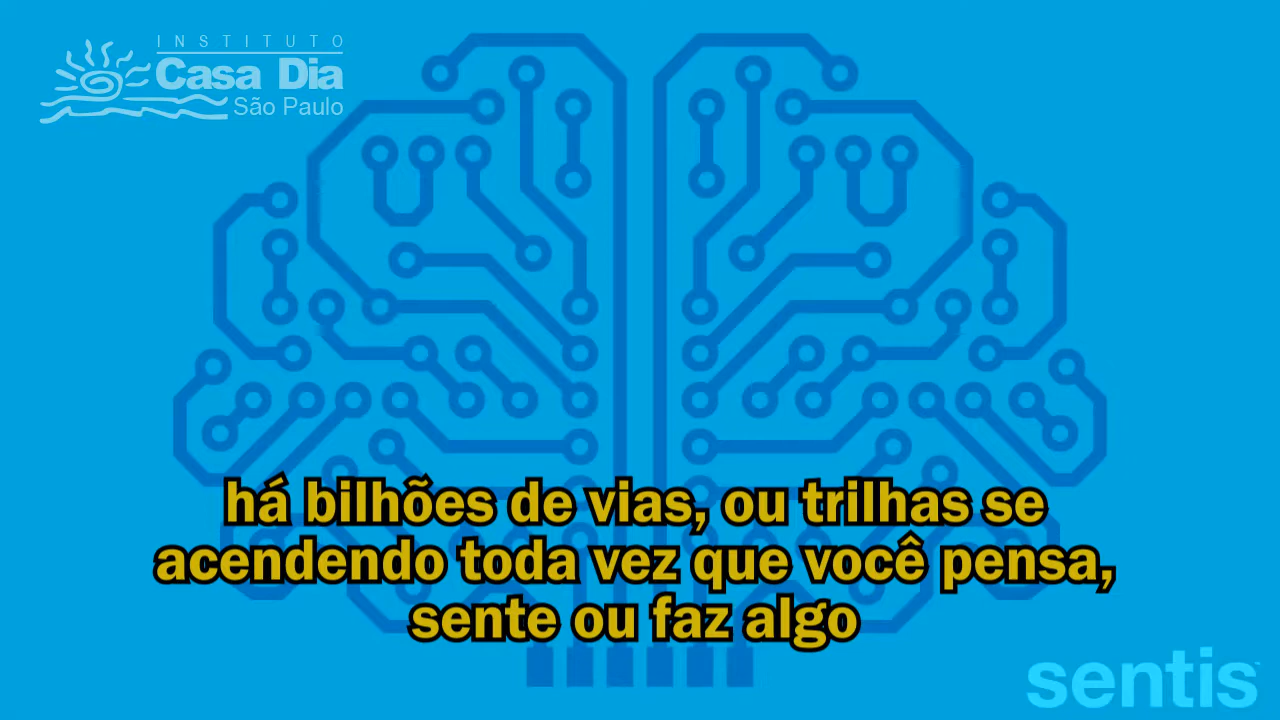 INSTITUTO
Casa Dia
São Paulo
há bilhões de vias, ou trilhas se
acendendo toda vez que você pensa,
sente ou faz algo
sentis™